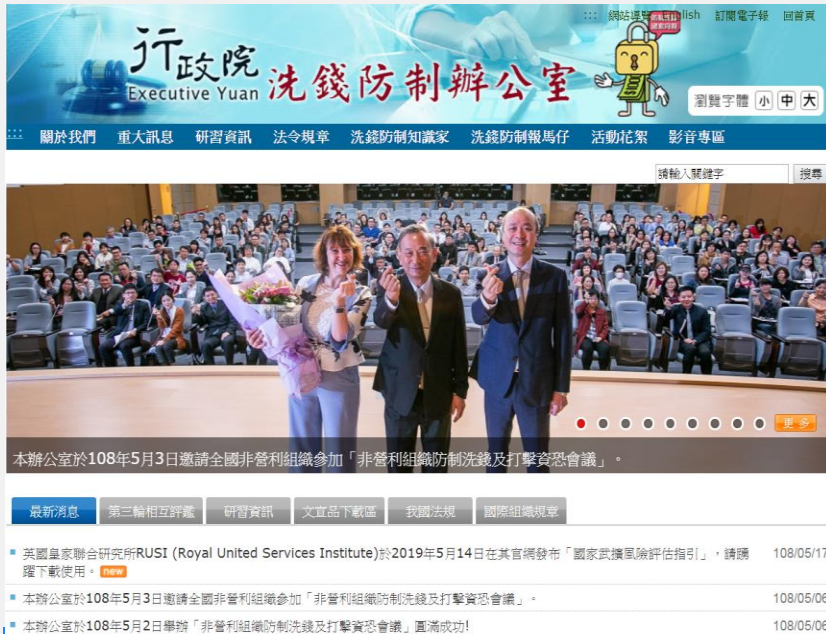 ::: 網站導覽 English 訂閱電子報 回首頁
行政院
Executive Yuan
洗錢防制辦公室
瀏覽字體 小 中 大
::: 關於我們 重大訊息 研習資訊 法令規章 洗錢防制知識家 洗錢防制報馬仔 活動花絮 影音專區
請輸入關鍵字 搜尋
更多
本辦公室於108年5月3日邀請全國非營利組織參加「非營利組織防制洗錢及打擊資恐會議」。
最新消息 第三輪相互評鑑 研習資訊 文宣品下載區 我國法規 國際組織規章
英國皇家聯合研究所RUSI (Royal United Services Institute)於2019年5月14日在其官網發布「國家武擴風險評估指引」，請踴 108/05/17
躍下載使用。 new
本辦公室於108年5月3日邀請全國非營利組織參加「非營利組織防制洗錢及打擊資恐會議」。 108/05/06
本辦公室於108年5月2日舉辦「非營利組織防制洗錢及打擊資恐會議」圓滿成功! 108/05/06